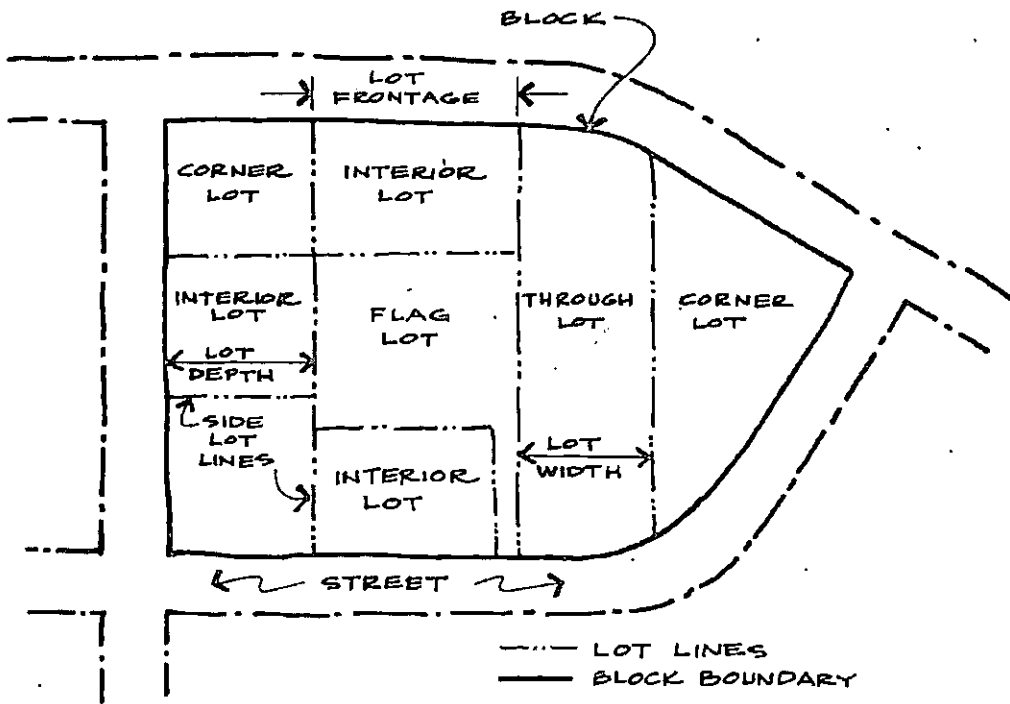 BLOCK
LOT
FRONTAGE
CORNER
LOT
INTERIOR
LOT
INTERIOR
LOT
FLAG
LOT
THROUGH
LOT
CORNER
LOT
LOT
DEPTH
SIDE
LOT
LINES
LOT
WIDTH
INTERIOR
LOT
STREET
LOT LINES
BLOCK BOUNDARY